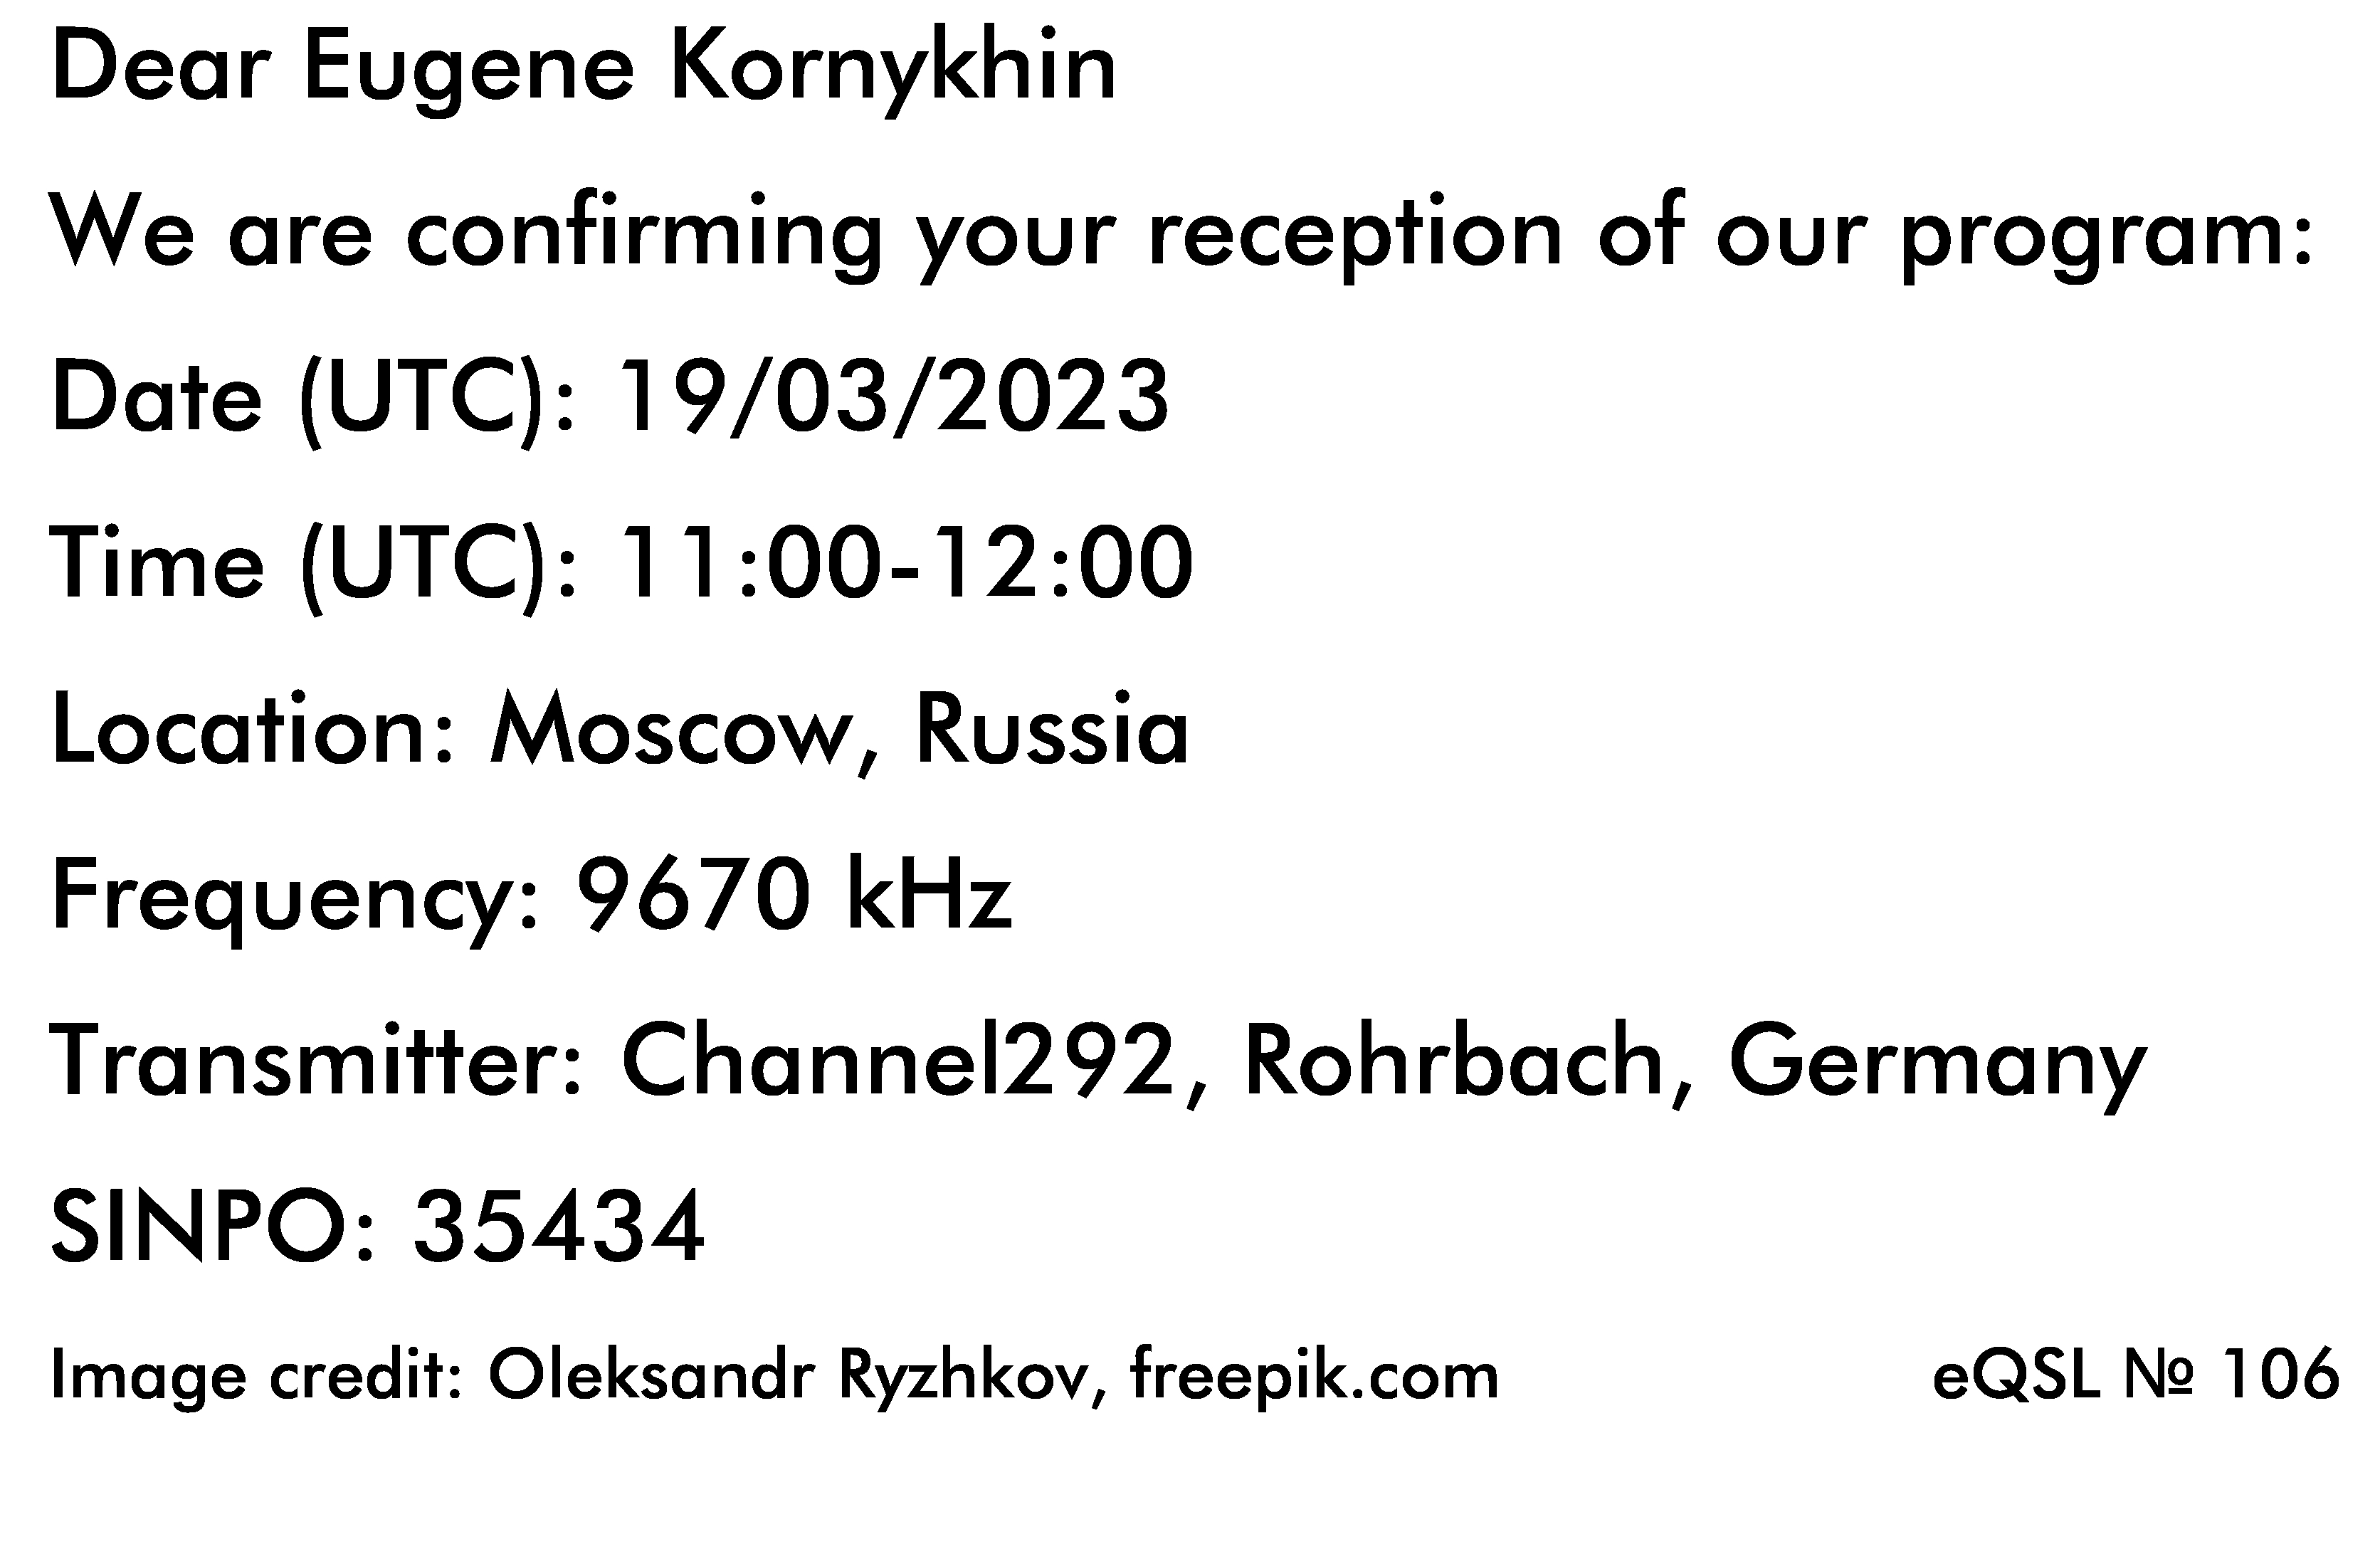 Dear Eugene Kornykhin
We are confirming your reception of our program:
Date (UTC): 19/03/2023
Time (UTC): 11:00-12:00
Location: Moscow, Russia
Frequency: 9670 kHz
Transmitter: Channel292, Rohrbach, Germany
SINPO: 35434
Image credit: Oleksandr Ryzhkov, freepik.com eQSL № 106